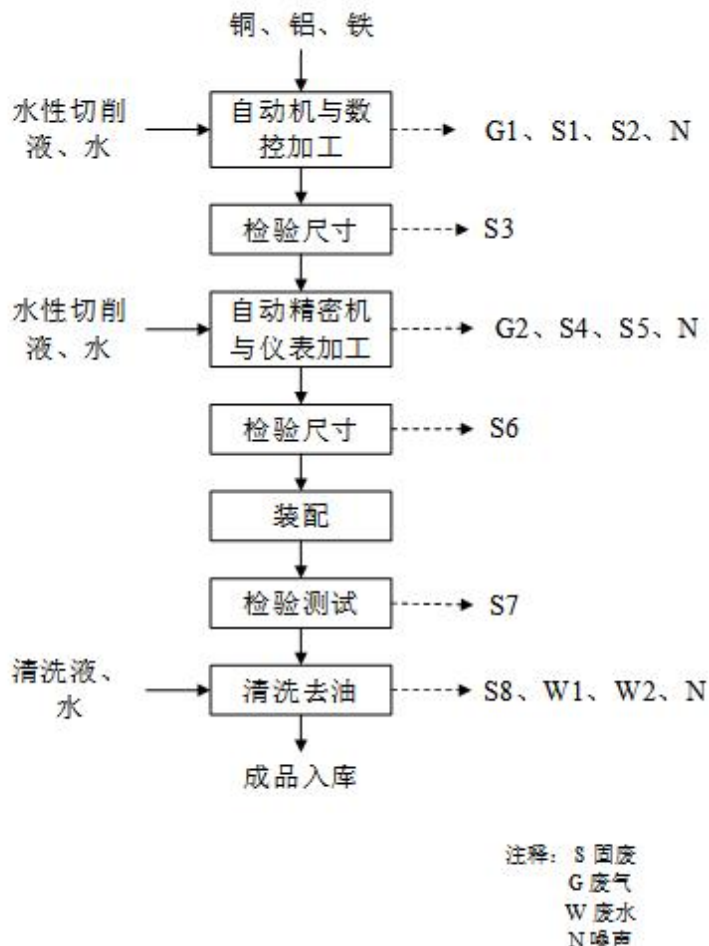 铜、铝、铁
水性切削
液、水
自动机与数
控加工
G1、S1、S2、N
检验尺寸
S3
水性切削
液、水
自动精密机
与仪表加工
G2、S4、S5、N
检验尺寸
S6
装配
检验测试
S7
清洗液、
水
清洗去油
S8、W1、W2、N
成品入库
注释：S 固废
G 废气
W 废水
N 噪声